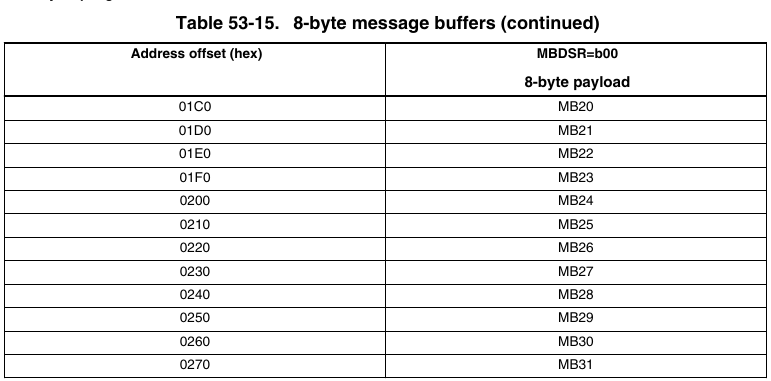 Table 53-15. 8-byte message buffers (continued)
Address offset (hex) MBDSR=b00
8-byte payload
01C0 MB20
01D0 MB21
01E0 MB22
01F0 MB23
0200 MB24
0210 MB25
0220 MB26
0230 MB27
0240 MB28
0250 MB29
0260 MB30
0270 MB31